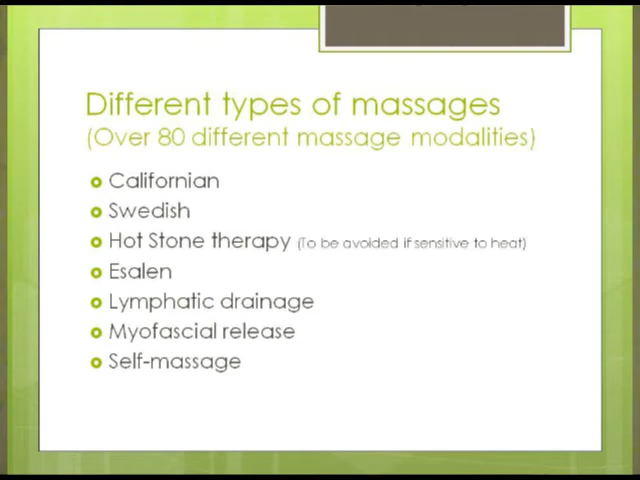 Different types of massages
(Over 80 different massage modalities)
Californian
Swedish
Hot Stone therapy (To be avoided if sensitive to heat)
Esalen
Lymphatic drainage
Myofascial release
Self-massage